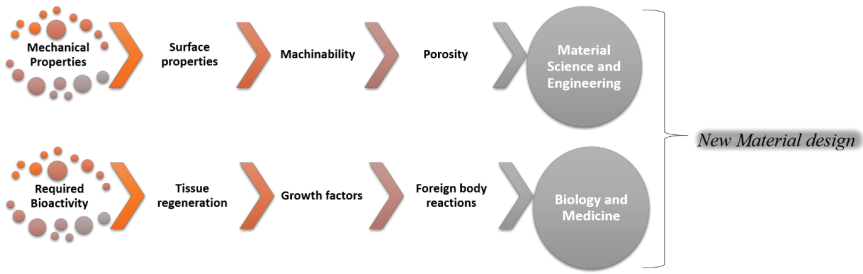 Mechanical
Properties
Surface
properties
Machinability
Porosity
Material
Science and
Engineering
New Material design
Required
Bioactivity
Tissue
regeneration
Growth factors
Foreign body
reactions
Biology and
Medicine